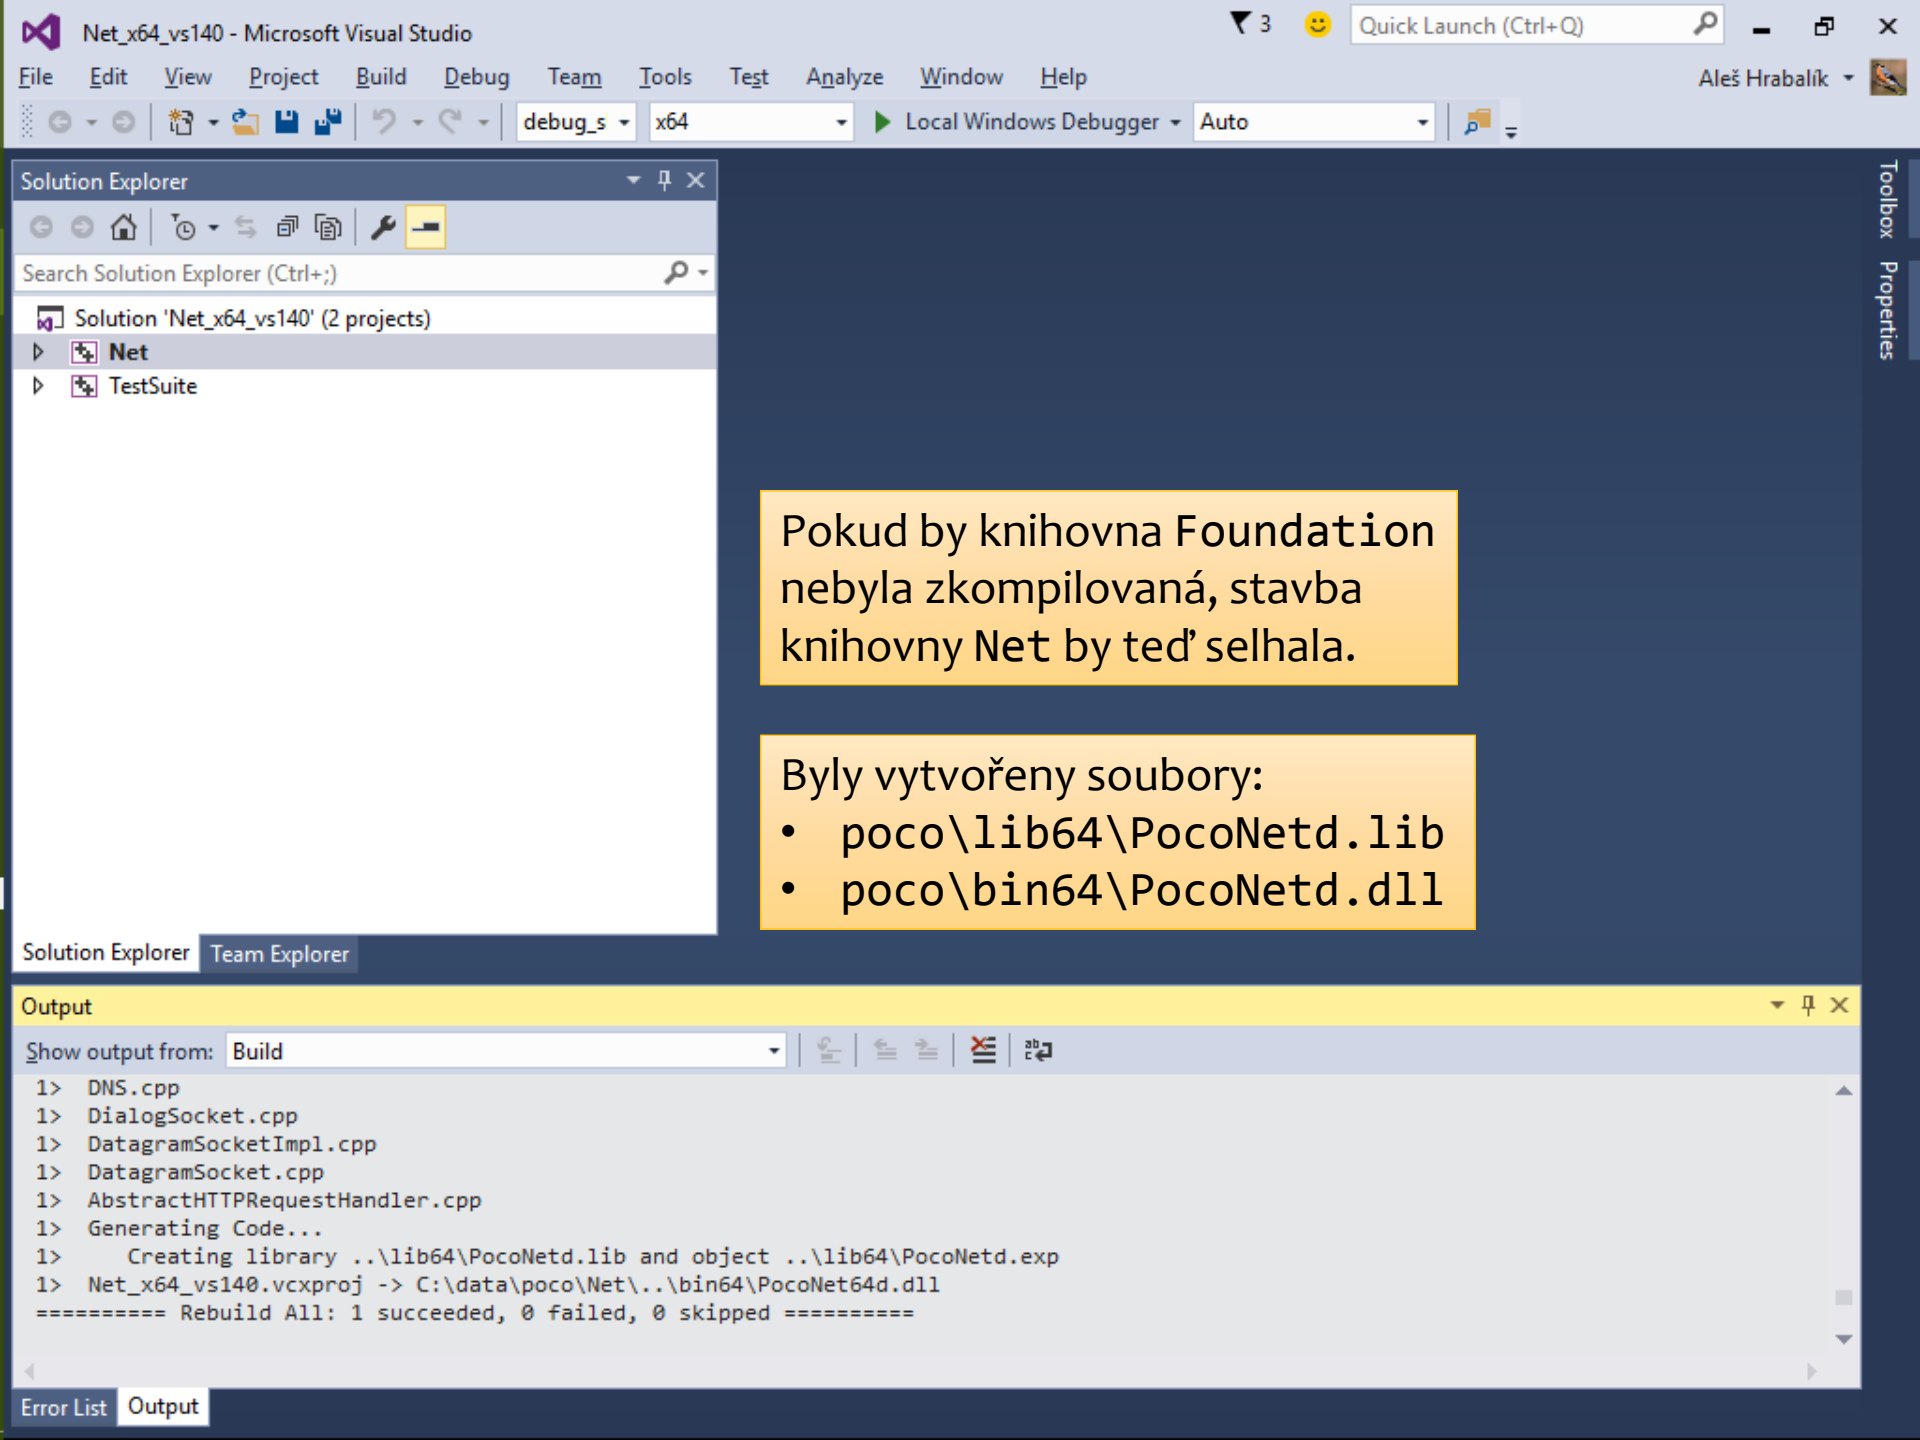 Net_x64_vs140 - Microsoft Visual Studio
3
Quick Launch (Ctrl+Q)
File Edit View Project Build Debug Team Tools Test Analyze Window Help
Aleš Hrabalík
debug_s x64 Local Windows Debugger Auto
Solution Explorer
Search Solution Explorer (Ctrl+;)
Solution 'Net_x64_vs140' (2 projects)
Net
TestSuite
Toolbox
Properties
Pokud by knihovna Foundation
nebyla zkompilovaná, stavba
knihovny Net by teď selhala.
Byly vytvořeny soubory:
• poco\lib64\PocoNetd.lib
• poco\bin64\PocoNetd.dll
Solution Explorer Team Explorer
Output
Show output from: Build
1> DNS.cpp
1> DialogSocket.cpp
1> DatagramSocketImpl.cpp
1> DatagramSocket.cpp
1> AbstractHTTPRequestHandler.cpp
1> Generating Code...
1> Creating library ..\lib64\PocoNetd.lib and object ..\lib64\PocoNetd.exp
1> Net_x64_vs140.vcxproj -> C:\data\poco\Net\..\bin64\PocoNet64d.dll
========== Rebuild All: 1 succeeded, 0 failed, 0 skipped ==========
Error List Output